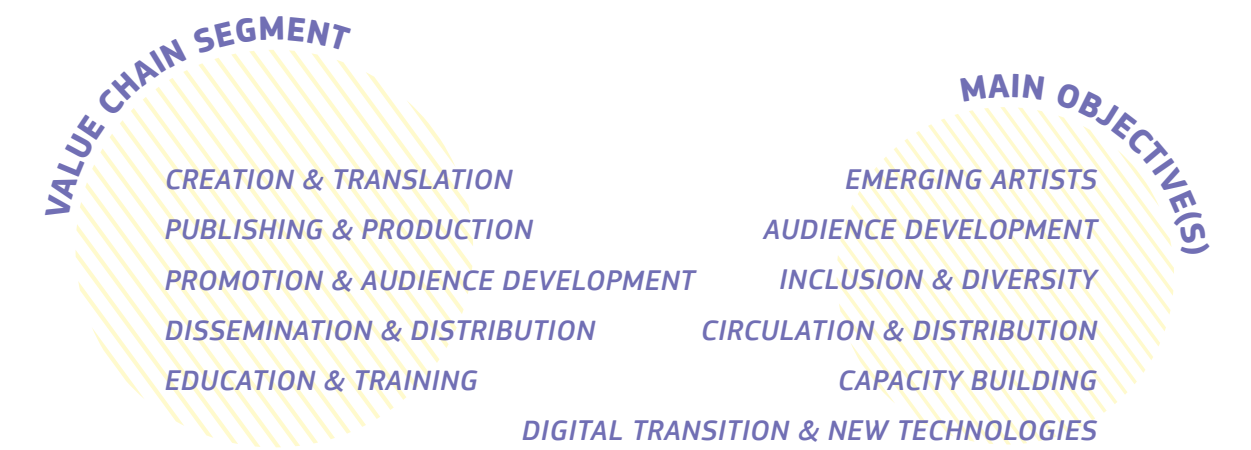 VALUE CHAIN SEGMENT
CREATION & TRANSLATION
PUBLISHING & PRODUCTION
PROMOTION & AUDIENCE DEVELOPMENT
DISSEMINATION & DISTRIBUTION
EDUCATION & TRAINING
MAIN OBJECTIVE(S)
EMERGING ARTISTS
AUDIENCE DEVELOPMENT
INCLUSION & DIVERSITY
CIRCULATION & DISTRIBUTION
CAPACITY BUILDING
DIGITAL TRANSITION & NEW TECHNOLOGIES